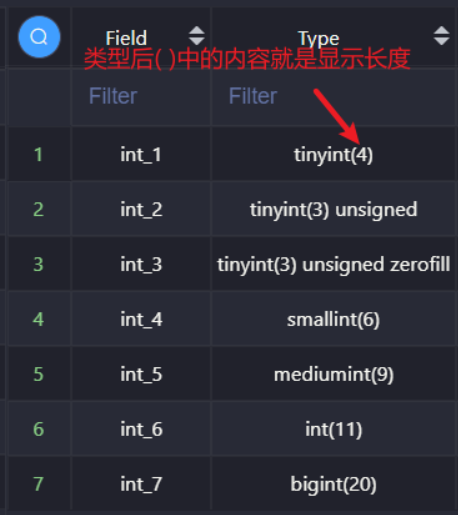 Field Type
类型后( )中的内容就是显示长度
Filter Filter
1 int_1 tinyint(4)
2 int_2 tinyint(3) unsigned
3 int_3 tinyint(3) unsigned zerofill
4 int_4 smallint(6)
5 int_5 mediumint(9)
6 int_6 int(11)
7 int_7 bigint(20)